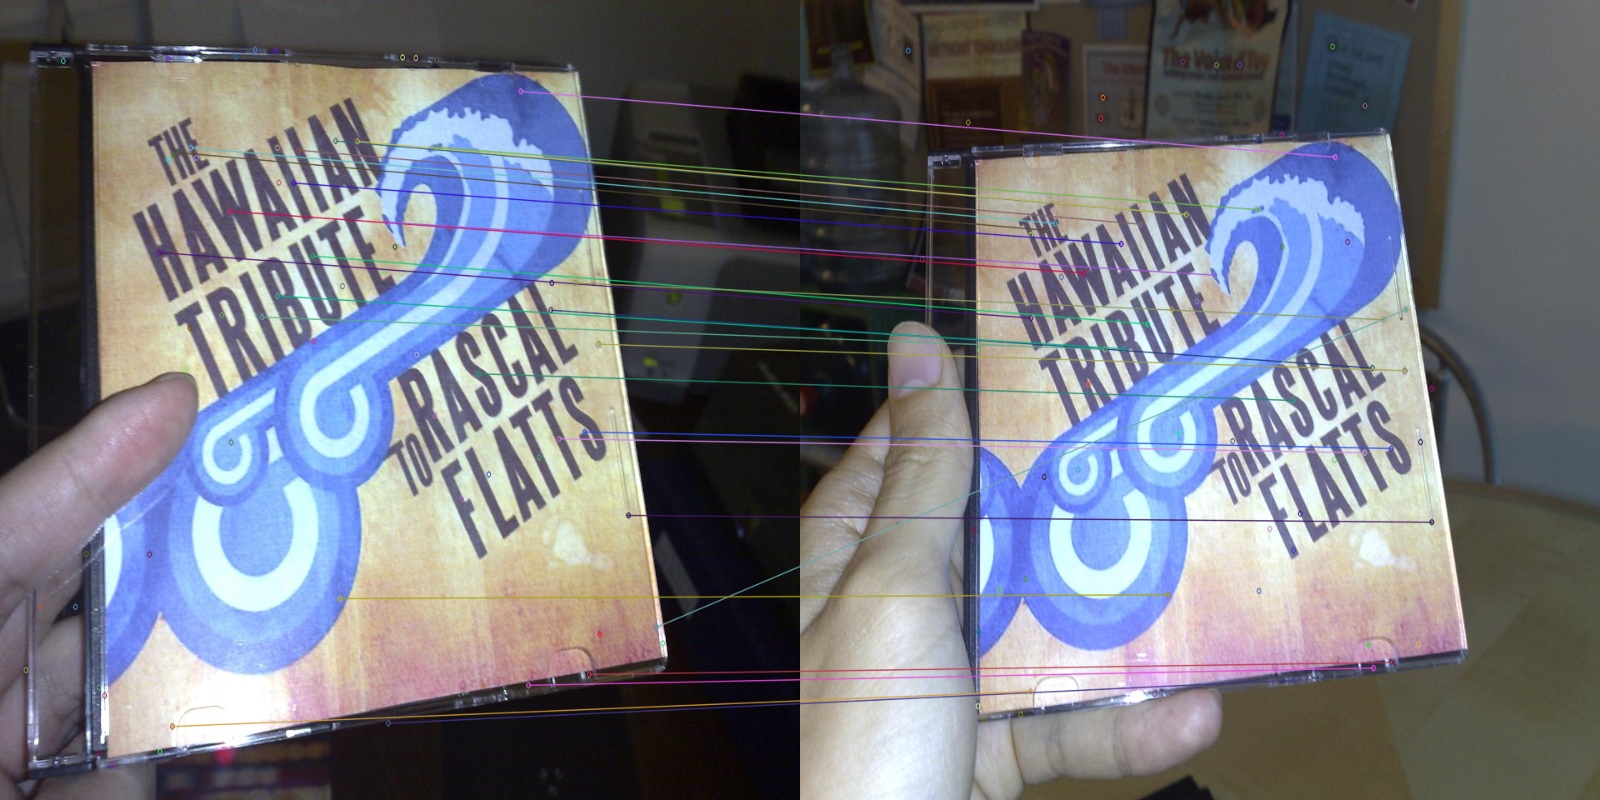 THE
HAWAIIAN
TRIBUTE
TO RASCAL
FLATTS
THE
HAWAIIAN
TRIBUTE
TO RASCAL
FLATTS